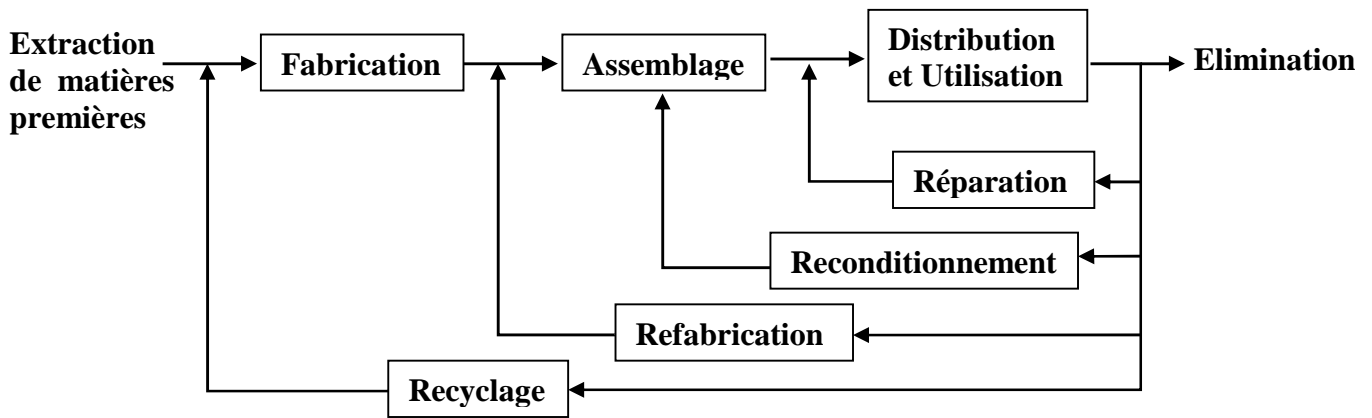 Extraction
de matières
premières
Fabrication
Assemblage
Distribution
et Utilisation
Elimination
Réparation
Reconditionnement
Refabrication
Recyclage